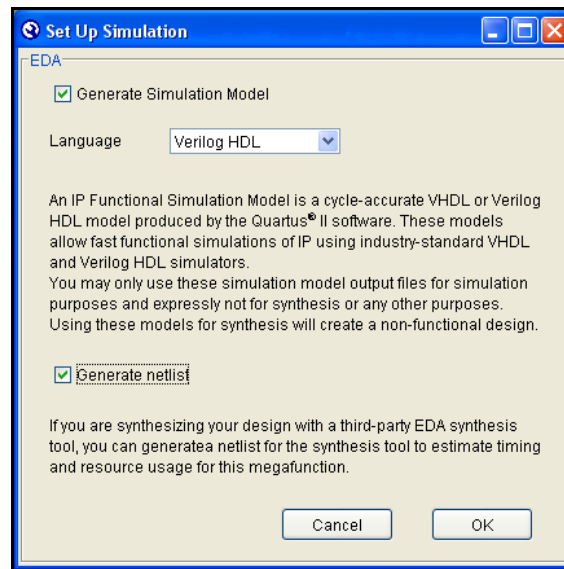 Set Up Simulation
EDA
Generate Simulation Model
Language Verilog HDL
An IP Functional Simulation Model is a cycle-accurate VHDL or Verilog
HDL model produced by the Quartus® II software. These models
allow fast functional simulations of IP using industry-standard VHDL
and Verilog HDL simulators.
You may only use these simulation model output files for simulation
purposes and expressly not for synthesis or any other purposes.
Using these models for synthesis will create a non-functional design.
Generate netlist
If you are synthesizing your design with a third-party EDA synthesis
tool, you can generatea netlist for the synthesis tool to estimate timing
and resource usage for this megafunction.
Cancel OK